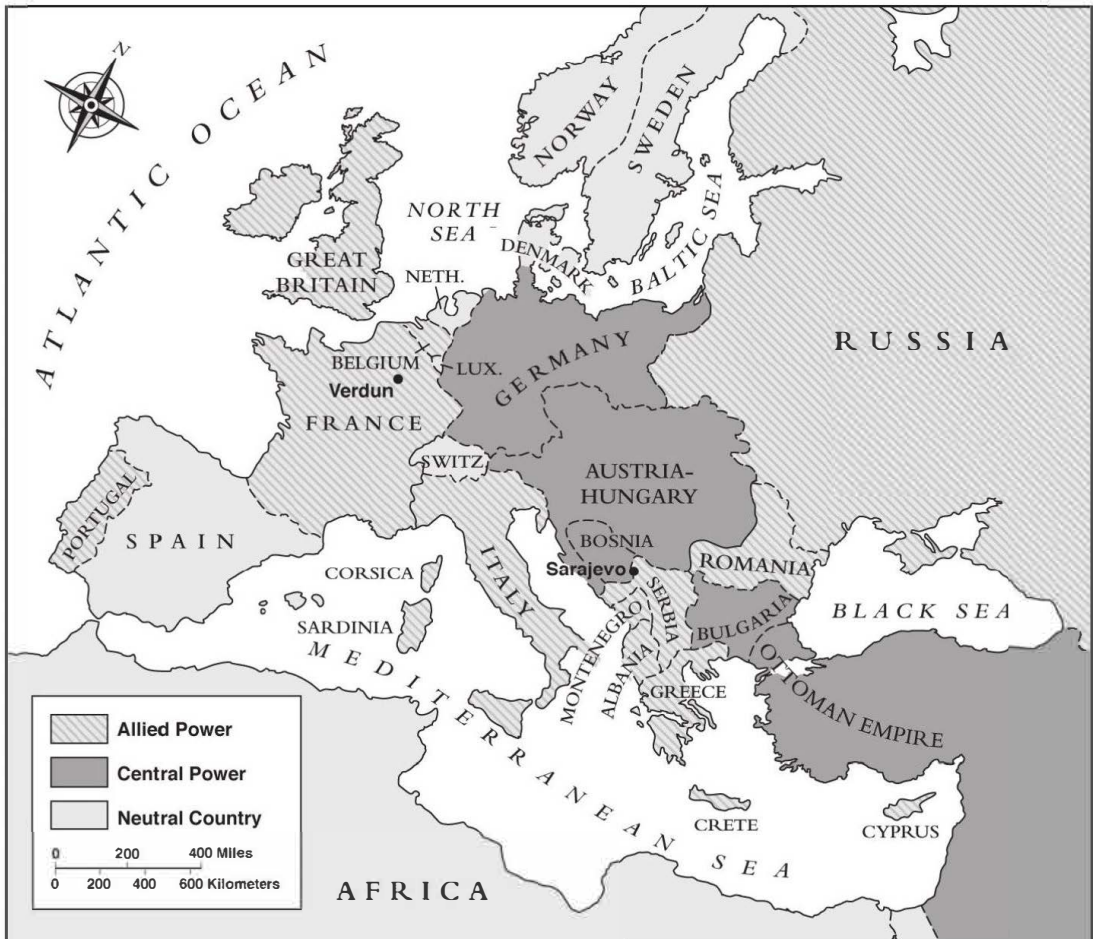 N
ATLANTIC OCEAN
NORWAY
SWEDEN
NORTH
SEA
DENMARK
BALTIC SEA
GREAT
BRITAIN
NETH.
RUSSIA
BELGIUM
LUX.
GERMANY
Verdun
FRANCE
SWITZ
AUSTRIA-
HUNGARY
PORTUGAL
SPAIN
BOSNIA
ROMANIA
CORSICA
ITALY
Sarajevo
SERBIA
BLACK SEA
SARDINIA
MONTENEGRO
BULGARIA
ALBANIA
GREECE
OTTOMAN EMPIRE
MEDITERRANEAN SEA
CRETE
CYPRUS
AFRICA
Allied Power
Central Power
Neutral Country
0 200 400 Miles
0 200 400 600 Kilometers